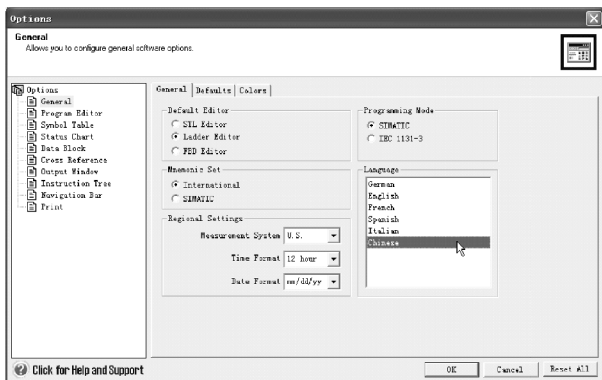 Options
General
Allows you to configure general software options.
Options
General
Program Editor
Symbol Table
Status Chart
Data Block
Cross Reference
Output Window
Instruction Tree
Navigation Bar
Print
General
Defaults
Colors
Default Editor
STL Editor
Ladder Editor
FBD Editor
Mnemonic Set
International
SIMATIC
Regional Settings
Measurement System U.S.
Time Format 12 hour
Date Format mm/dd/yy
Programming Mode
SIMATIC
IEC 1131-3
Language
German
English
French
Spanish
Italian
Chinese
Click for Help and Support
OK
Cancel
Reset All